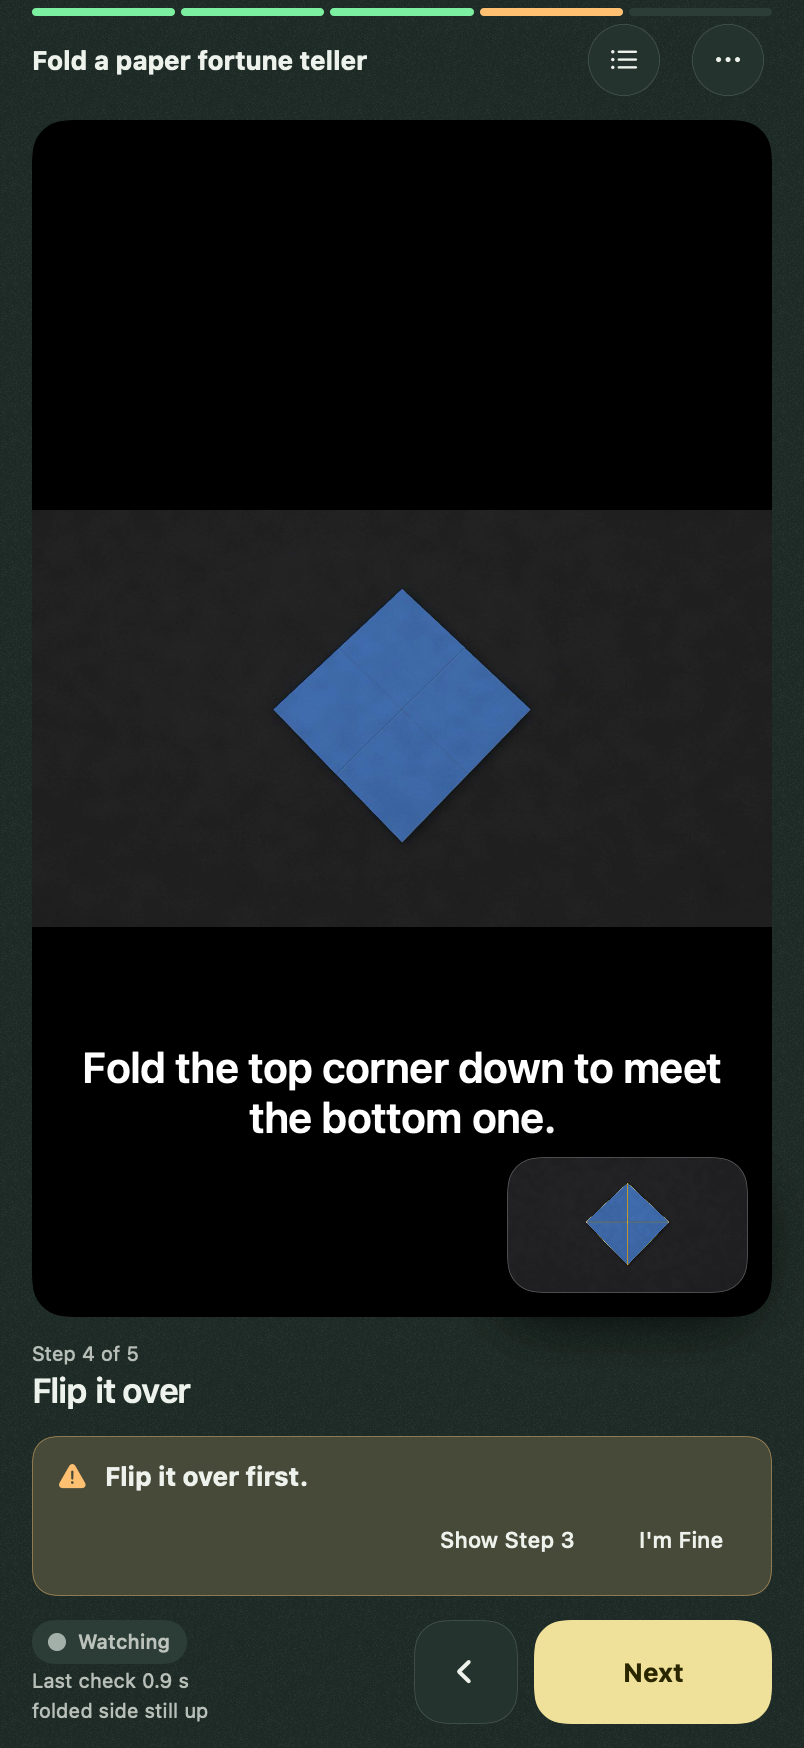 Fold a paper fortune teller
Fold the top corner down to meet
the bottom one.
Step 4 of 5
Flip it over
Flip it over first.
Show Step 3
I'm Fine
Watching
Last check 0.9 s
folded side still up
Next